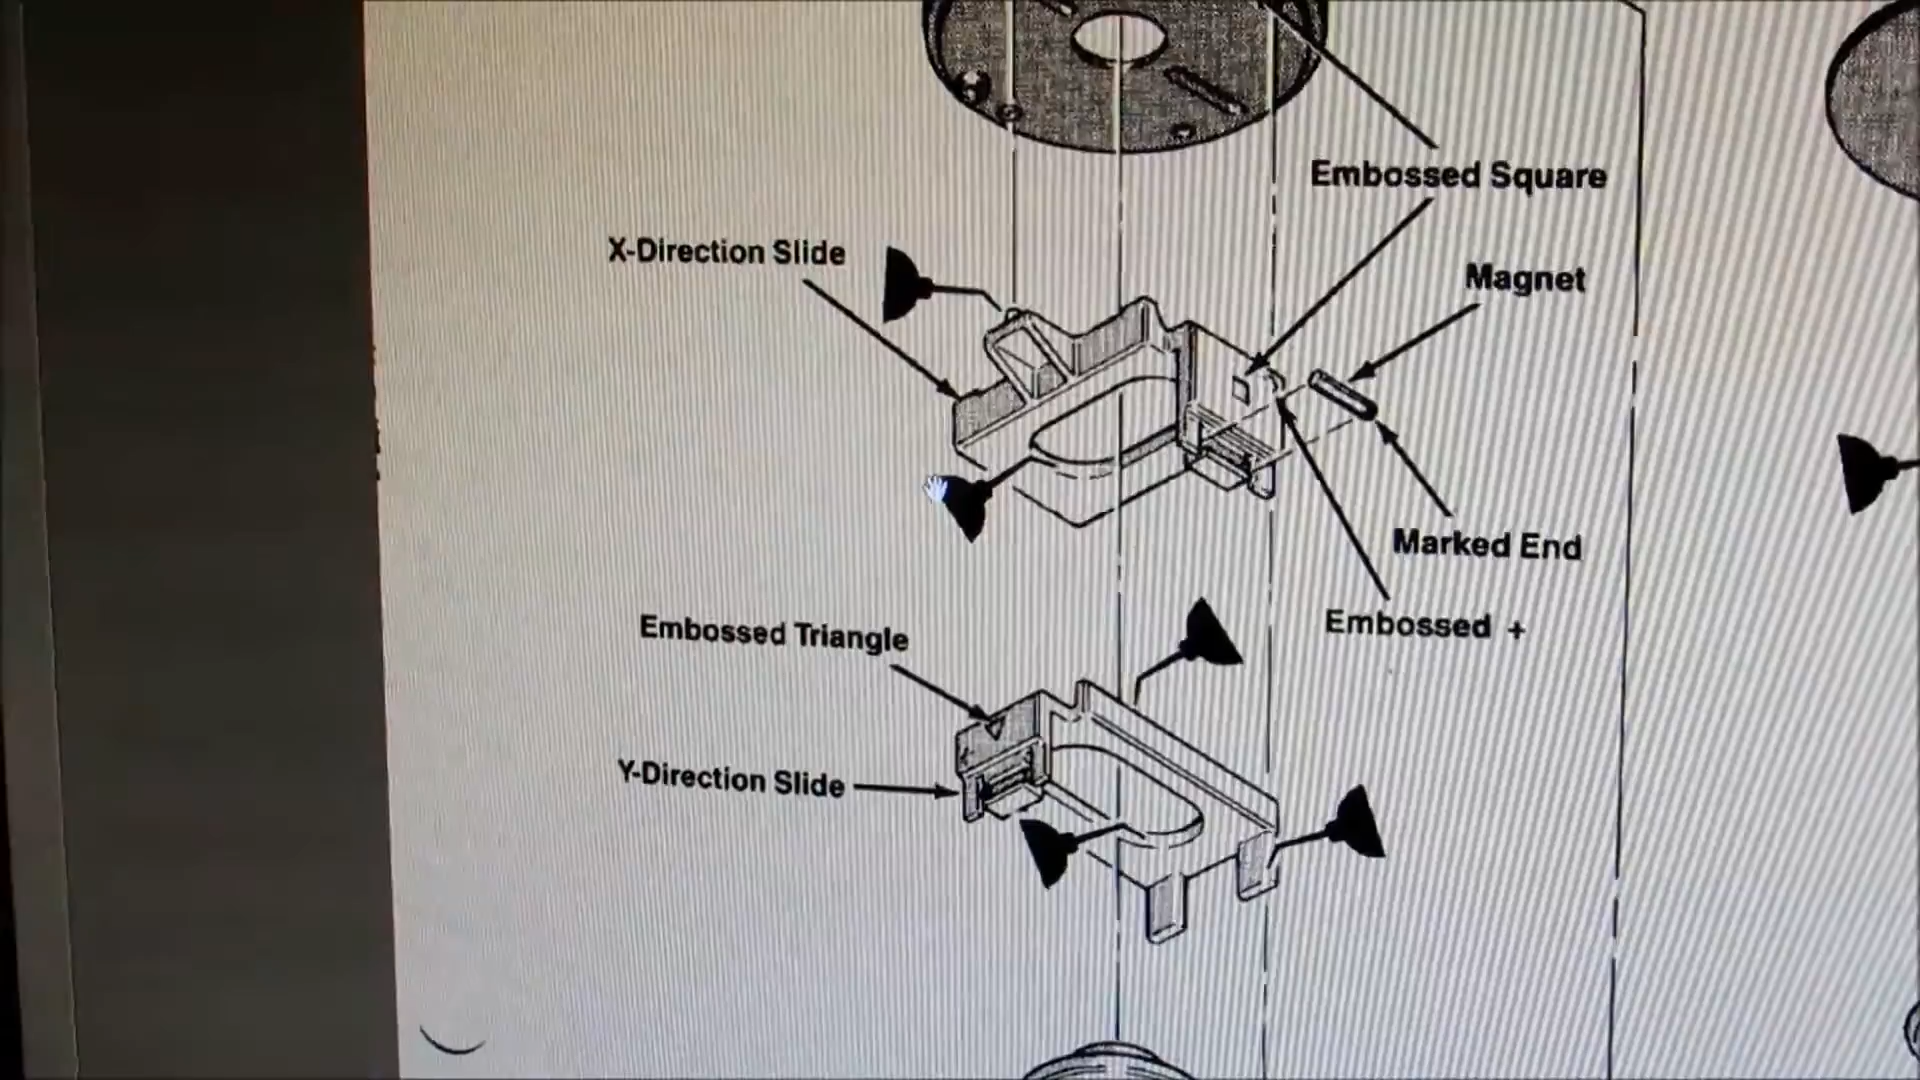 Embossed Square
X-Direction Slide
Magnet
Marked End
Embossed +
Embossed Triangle
Y-Direction Slide